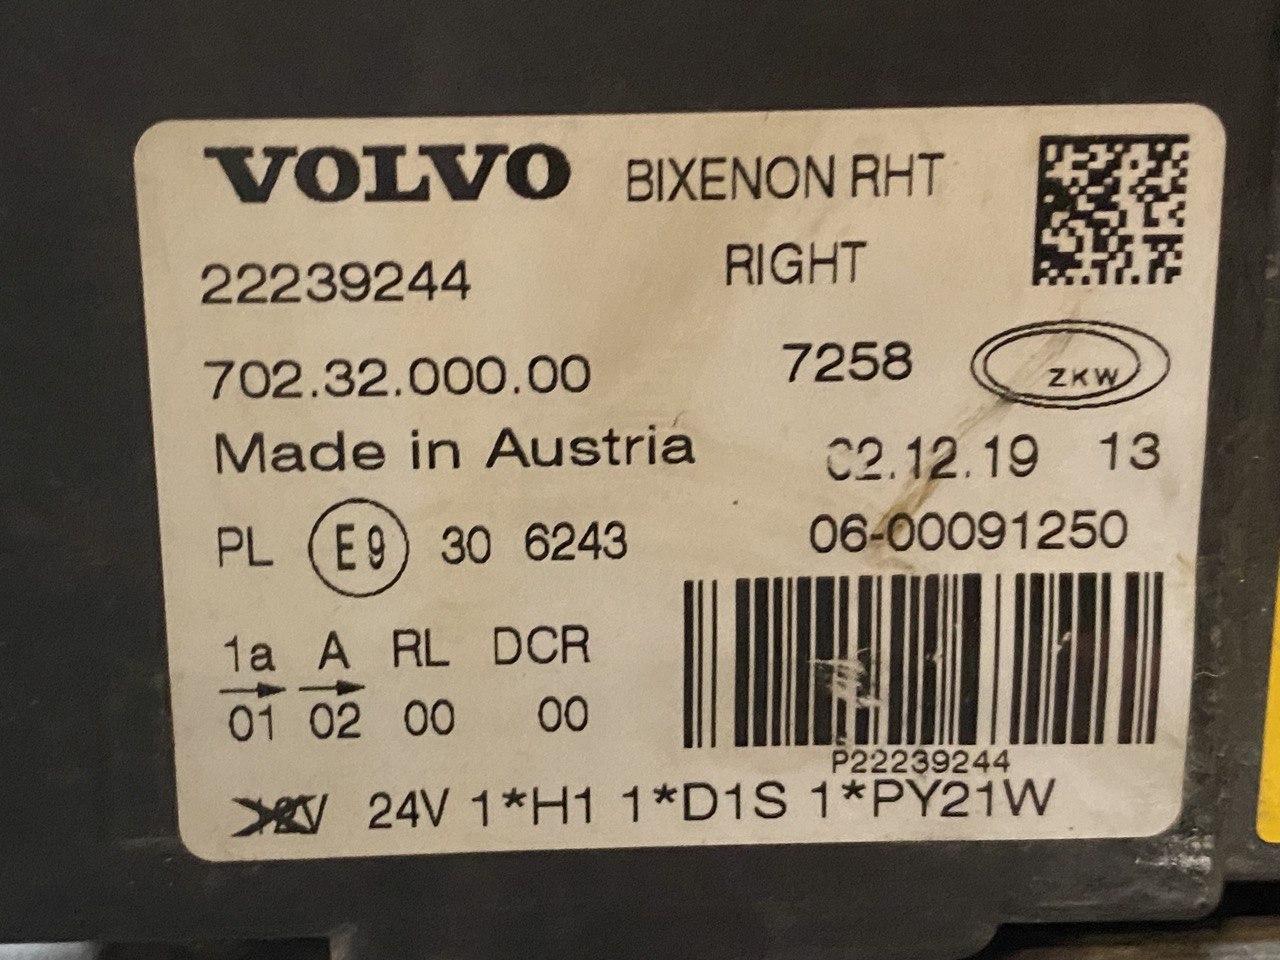 VOLVO BIXENON RHT
22239244 RIGHT
702.32.000.00 7258 ZKW
Made in Austria 02.12.19 13
PL E9 30 6243 06-00091250
1a A RL DCR
01 02 00 00
P22239244
24V 1*H1 1*D1S 1*PY21W